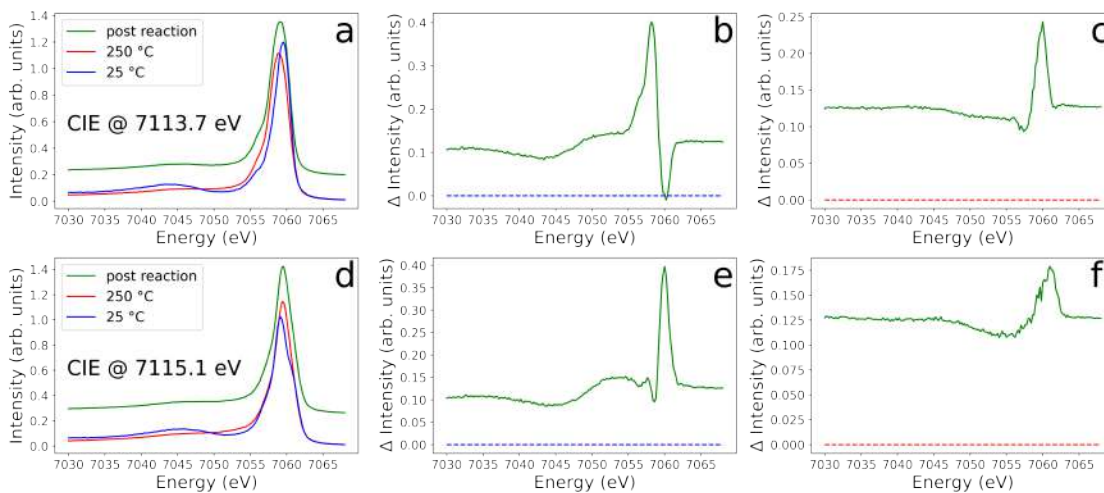 a
post reaction
250 °C
25 °C
CIE @ 7113.7 eV
Intensity (arb. units)
1.4
1.2
1.0
0.8
0.6
0.4
0.2
0.0
7030 7035 7040 7045 7050 7055 7060 7065
Energy (eV)
b
Δ Intensity (arb. units)
0.4
0.3
0.2
0.1
0.0
7030 7035 7040 7045 7050 7055 7060 7065
Energy (eV)
c
Δ Intensity (arb. units)
0.25
0.20
0.15
0.10
0.05
0.00
7030 7035 7040 7045 7050 7055 7060 7065
Energy (eV)
d
post reaction
250 °C
25 °C
CIE @ 7115.1 eV
Intensity (arb. units)
1.4
1.2
1.0
0.8
0.6
0.4
0.2
0.0
7030 7035 7040 7045 7050 7055 7060 7065
Energy (eV)
e
Δ Intensity (arb. units)
0.40
0.35
0.30
0.25
0.20
0.15
0.10
0.05
0.00
7030 7035 7040 7045 7050 7055 7060 7065
Energy (eV)
f
Δ Intensity (arb. units)
0.175
0.150
0.125
0.100
0.075
0.050
0.025
0.000
7030 7035 7040 7045 7050 7055 7060 7065
Energy (eV)